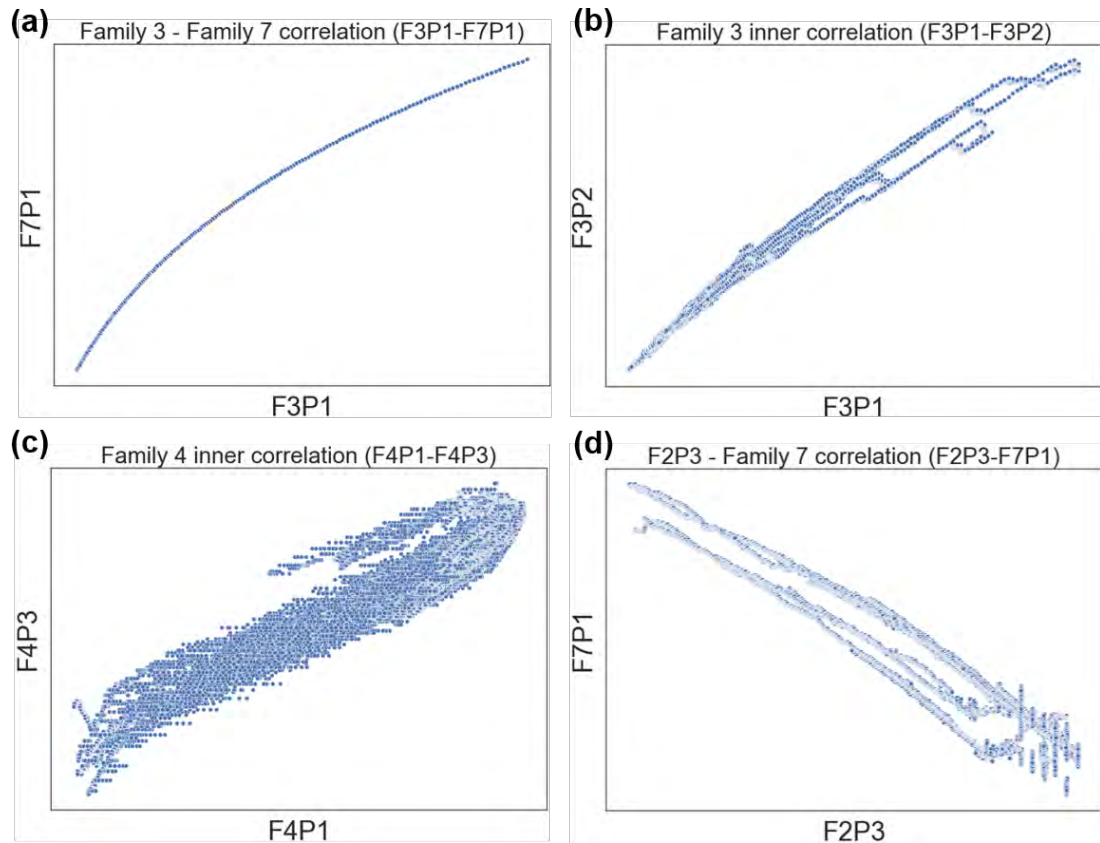 (a)
Family 3 - Family 7 correlation (F3P1-F7P1)
F7P1
F3P1
(b)
Family 3 inner correlation (F3P1-F3P2)
F3P2
F3P1
(c)
Family 4 inner correlation (F4P1-F4P3)
F4P3
F4P1
(d)
F2P3 - Family 7 correlation (F2P3-F7P1)
F7P1
F2P3